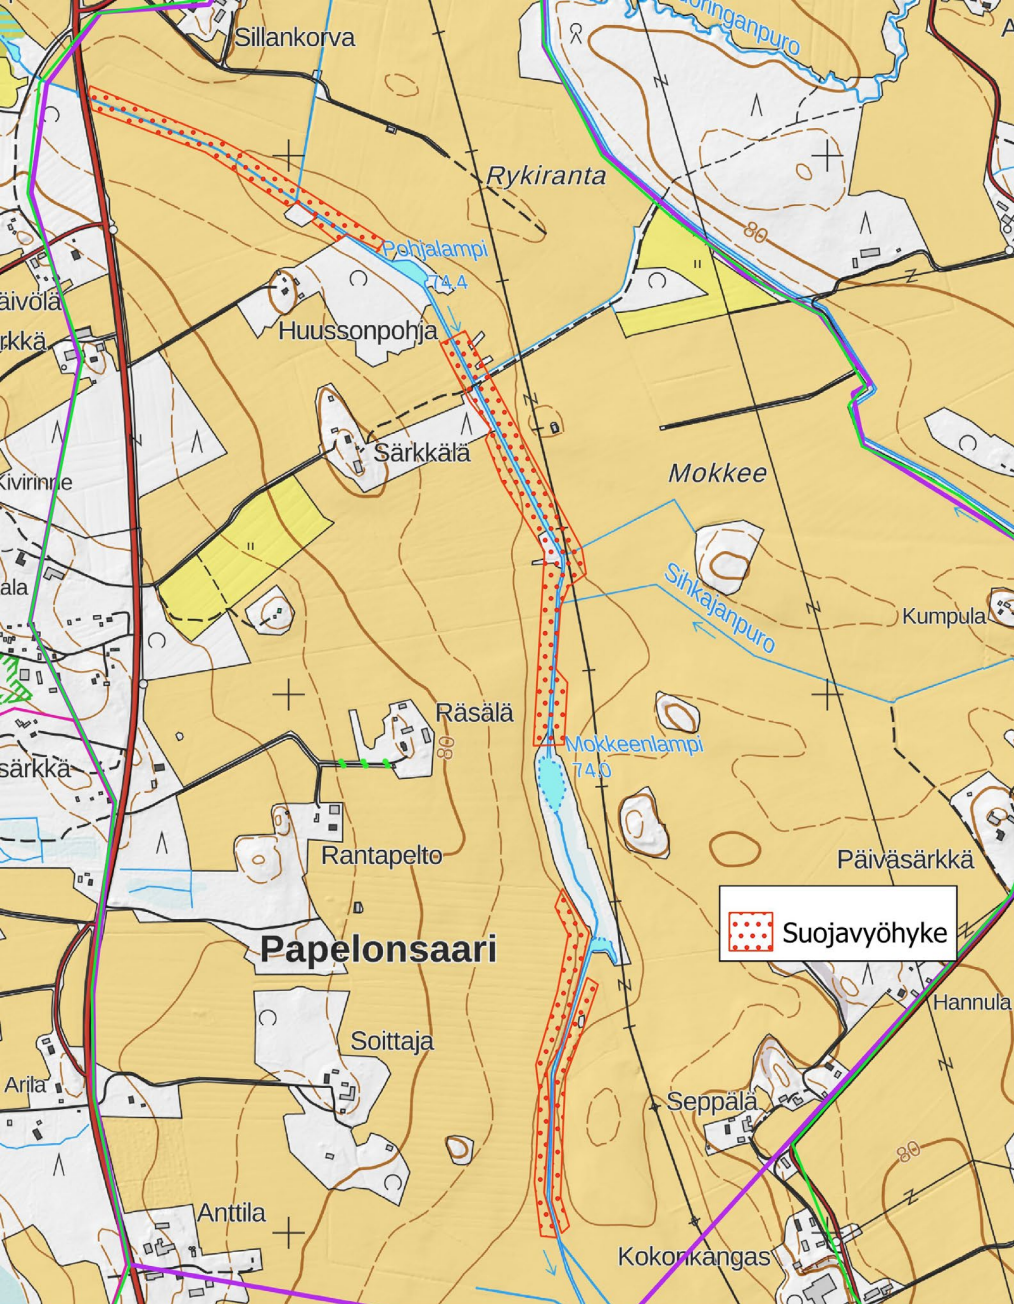 Sillankorva
Rykiranta
80
Pohjalampi
74.4
Huussonpohja
Särkkälä
Mokkee
Kivirinne
Sihkajanpuro
Kumpula
Räsälä
80
Mokkeenlampi
74.0
Rantapelto
Päiväsärkkä
Suojavyöhyke
Papelonsaari
Hannula
Soittaja
Arila
Seppälä
80
Anttila
Kokonkangas